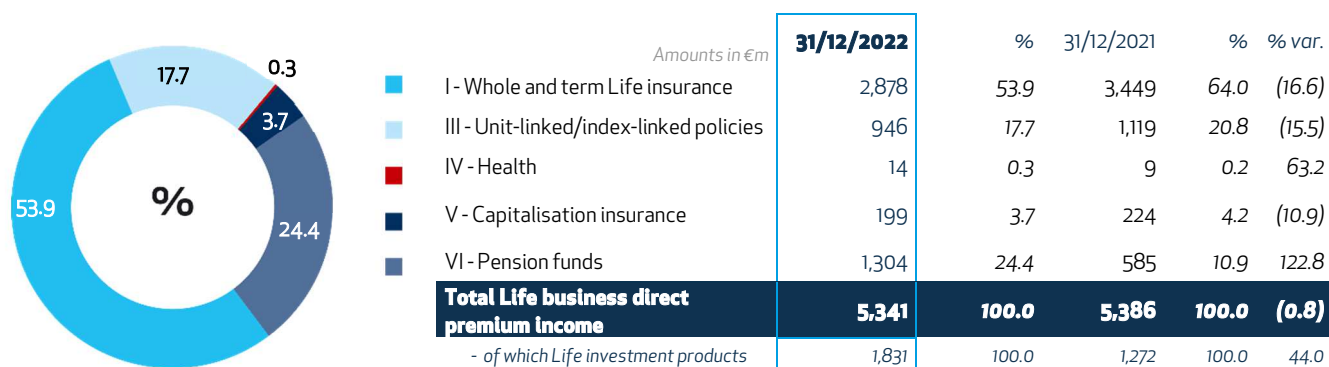 17.7
0.3
3.7
53.9
%
24.4
Amounts in €m 31/12/2022 % 31/12/2021 % % var.
I - Whole and term Life insurance 2,878 53.9 3,449 64.0 (16.6)
III - Unit-linked/index-linked policies 946 17.7 1,119 20.8 (15.5)
IV - Health 14 0.3 9 0.2 63.2
V - Capitalisation insurance 199 3.7 224 4.2 (10.9)
VI - Pension funds 1,304 24.4 585 10.9 122.8
Total Life business direct
premium income 5,341 100.0 5,386 100.0 (0.8)
- of which Life investment products 1,831 100.0 1,272 100.0 44.0